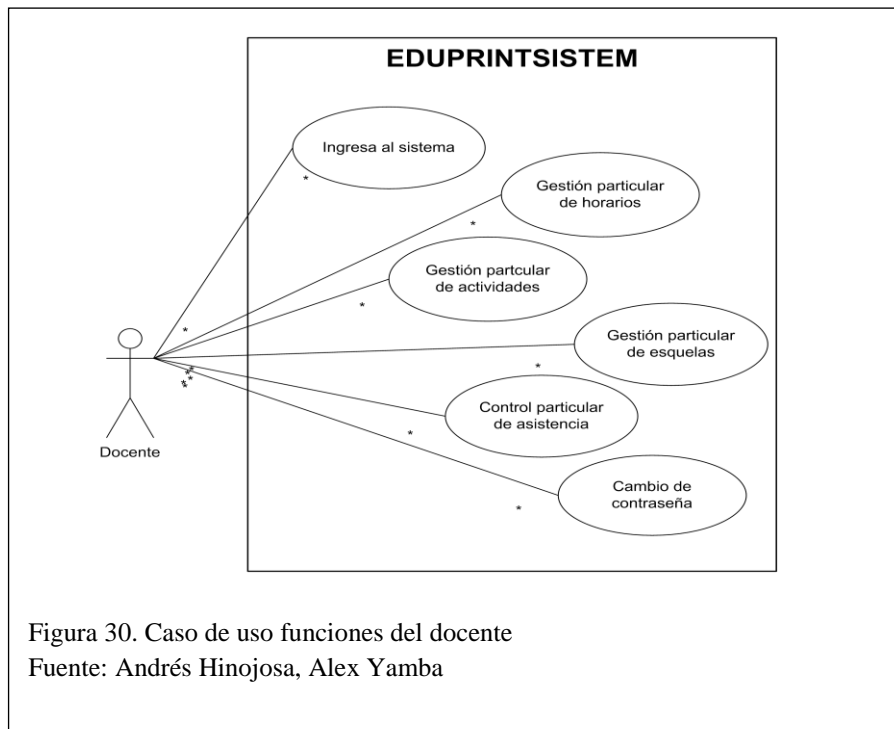 EDUPRINTSISTEM
Ingresa al sistema
*
Gestión particular
de horarios
*
Gestión partcular
de actividades
*
*
Gestión particular
de esquelas
*
*
*
*
*
*
Control particular
de asistencia
*
Docente
Cambio de
contraseña
*
Figura 30. Caso de uso funciones del docente
Fuente: Andrés Hinojosa, Alex Yamba